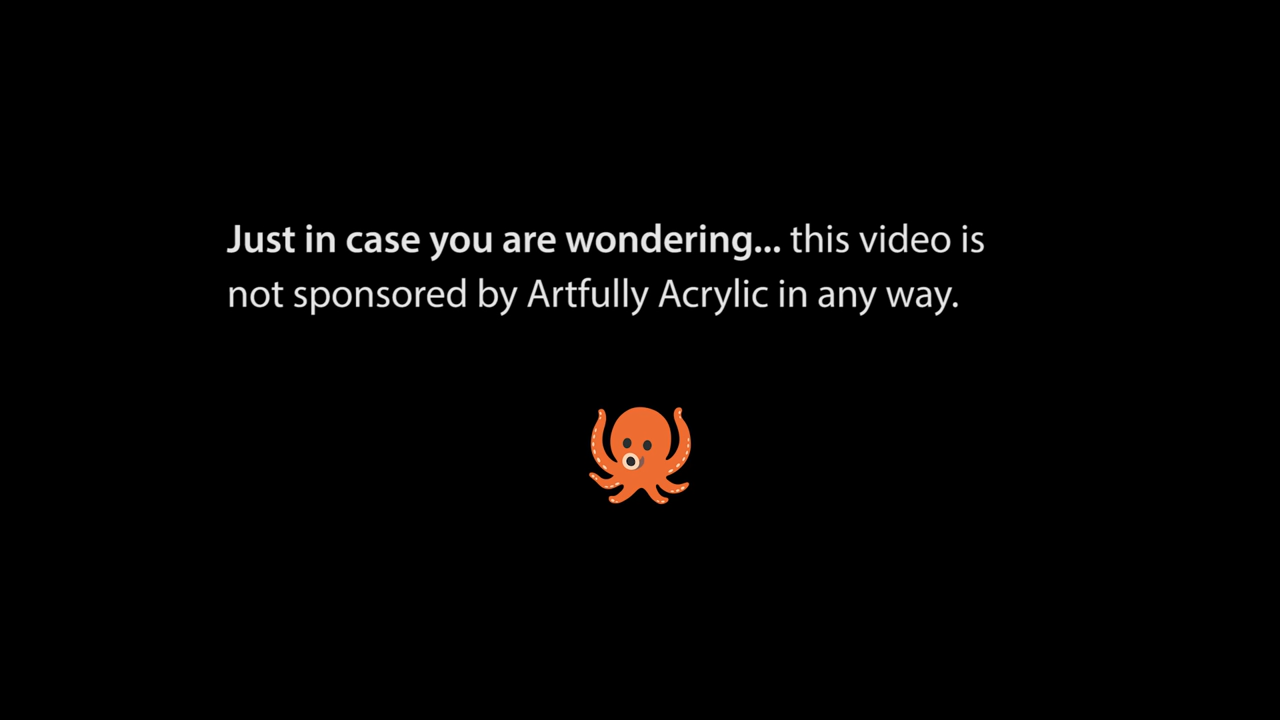 Just in case you are wondering... this video is
not sponsored by Artfully Acrylic in any way.